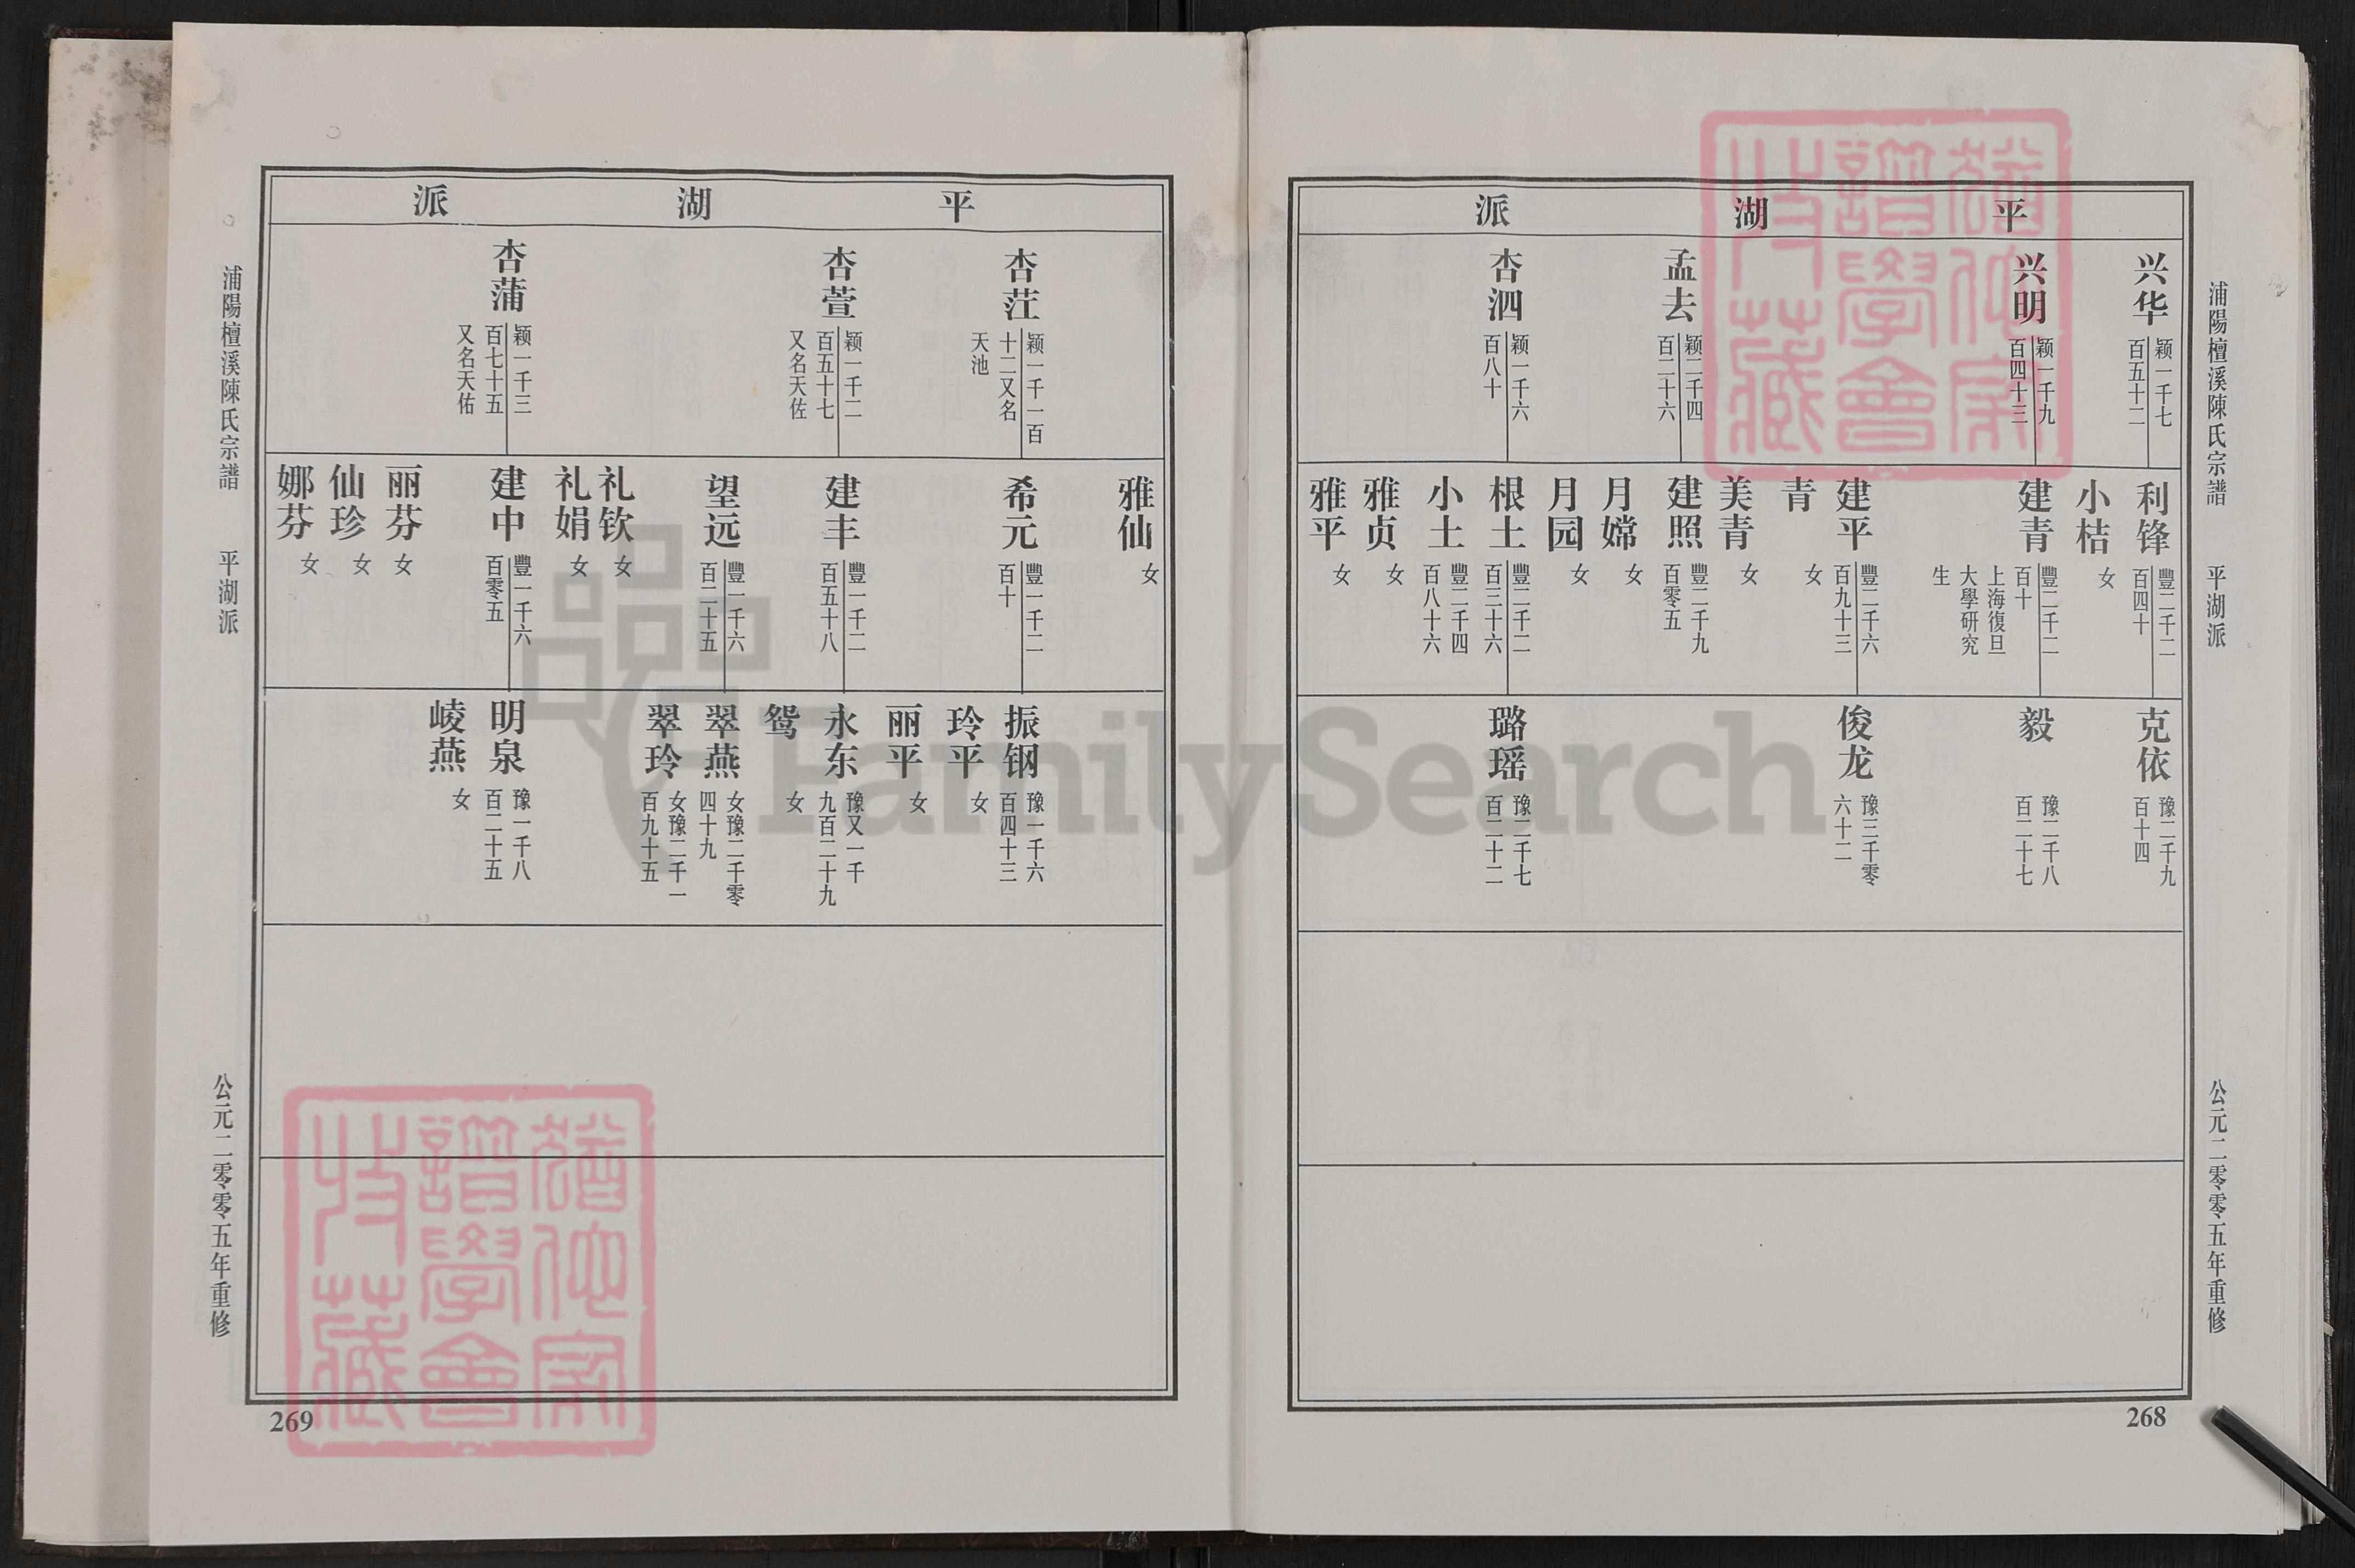 浦陽檀溪陳氏宗譜 平湖派 公元二零零五年重修
平湖派
兴华 颖一千七百五十二
兴明 颖一千九百四十三
孟去 颖二千四百二十六
杏泗 颖一千六百八十
利锋 豐二千二百四十
小桔 女
建青 豐二千二百十 上海復旦大學研究生
建平 豐二千六百九十三
青 女
美青 女
建照 豐二千九百零五
月嫦 女
月园 女
根土 豐二千二百三十六
小土 豐二千四百八十六
雅贞 女
雅平 女
克依 豫二千九百十四
毅 豫二千八百二十七
俊龙 豫三千零六十二
璐瑶 豫二千七百二十二
268
平湖派
杏茳 颖一千一百十二又名天池
杏萱 颖一千二百五十七 又名天佐
杏蒲 颖一千三百七十五 又名天佑
雅仙 女
希元 豐一千二百十
建丰 豐一千二百五十八
望远 豐一千六百二十五
礼钦 女
礼娟 女
建中 豐一千六百零五
丽芬 女
仙珍 女
娜芬 女
振钢 豫一千六百四十三
玲平 女
丽平 女
永东 豫又一千九百二十九
鸳 女
翠燕 女豫二千零四十九
翠玲 女豫二千一百九十五
明泉 豫一千八百二十五
崚燕 女
浦陽檀溪陳氏宗譜 平湖派 公元二零零五年重修
269
FamilySearch